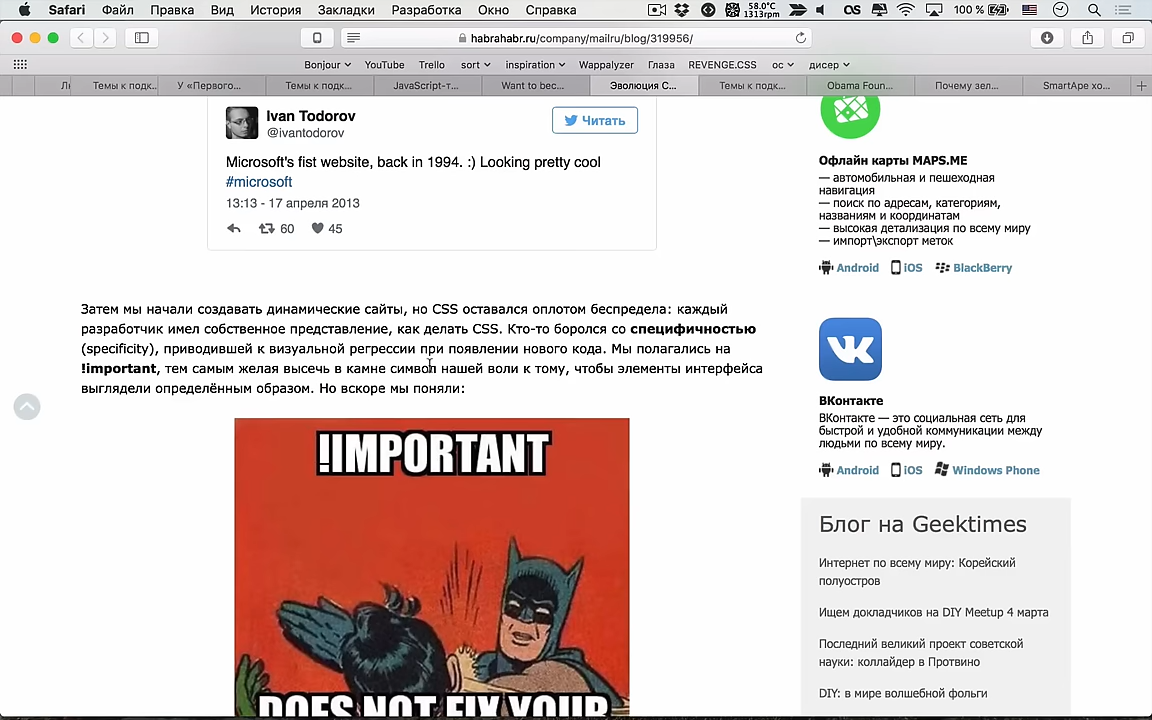 Safari Файл Правка Вид История Закладки Разработка Окно Справка 58.0°C 1313rpm 100 %
habrahabr.ru/company/mailru/blog/319956/
Bonjour YouTube Trello sort inspiration Wappalyzer Глаза REVENGE.CSS ос дисер
Темы к подк... У «Первого... Темы к подк... JavaScript-т... Want to bec... Эволюция C... Темы к подк... Obama Foun... Почему зел... SmartApe хо...
Ivan Todorov
@ivantodorov
Читать
Microsoft's fist website, back in 1994. :) Looking pretty cool
#microsoft
13:13 - 17 апреля 2013
60 45
Затем мы начали создавать динамические сайты, но CSS оставался оплотом беспредела: каждый
разработчик имел собственное представление, как делать CSS. Кто-то боролся со специфичностью
(specificity), приводившей к визуальной регрессии при появлении нового кода. Мы полагались на
!important, тем самым желая высечь в камне символ нашей воли к тому, чтобы элементы интерфейса
выглядели определённым образом. Но вскоре мы поняли:
!IMPORTANT
DOES NOT FIX YOUR
Офлайн карты MAPS.ME
— автомобильная и пешеходная
навигация
— поиск по адресам, категориям,
названиям и координатам
— высокая детализация по всему миру
— импорт\экспорт меток
Android iOS BlackBerry
ВКонтакте
ВКонтакте — это социальная сеть для
быстрой и удобной коммуникации между
людьми по всему миру.
Android iOS Windows Phone
Блог на Geektimes
Интернет по всему миру: Корейский
полуостров
Ищем докладчиков на DIY Meetup 4 марта
Последний великий проект советской
науки: коллайдер в Протвино
DIY: в мире волшебной фольги